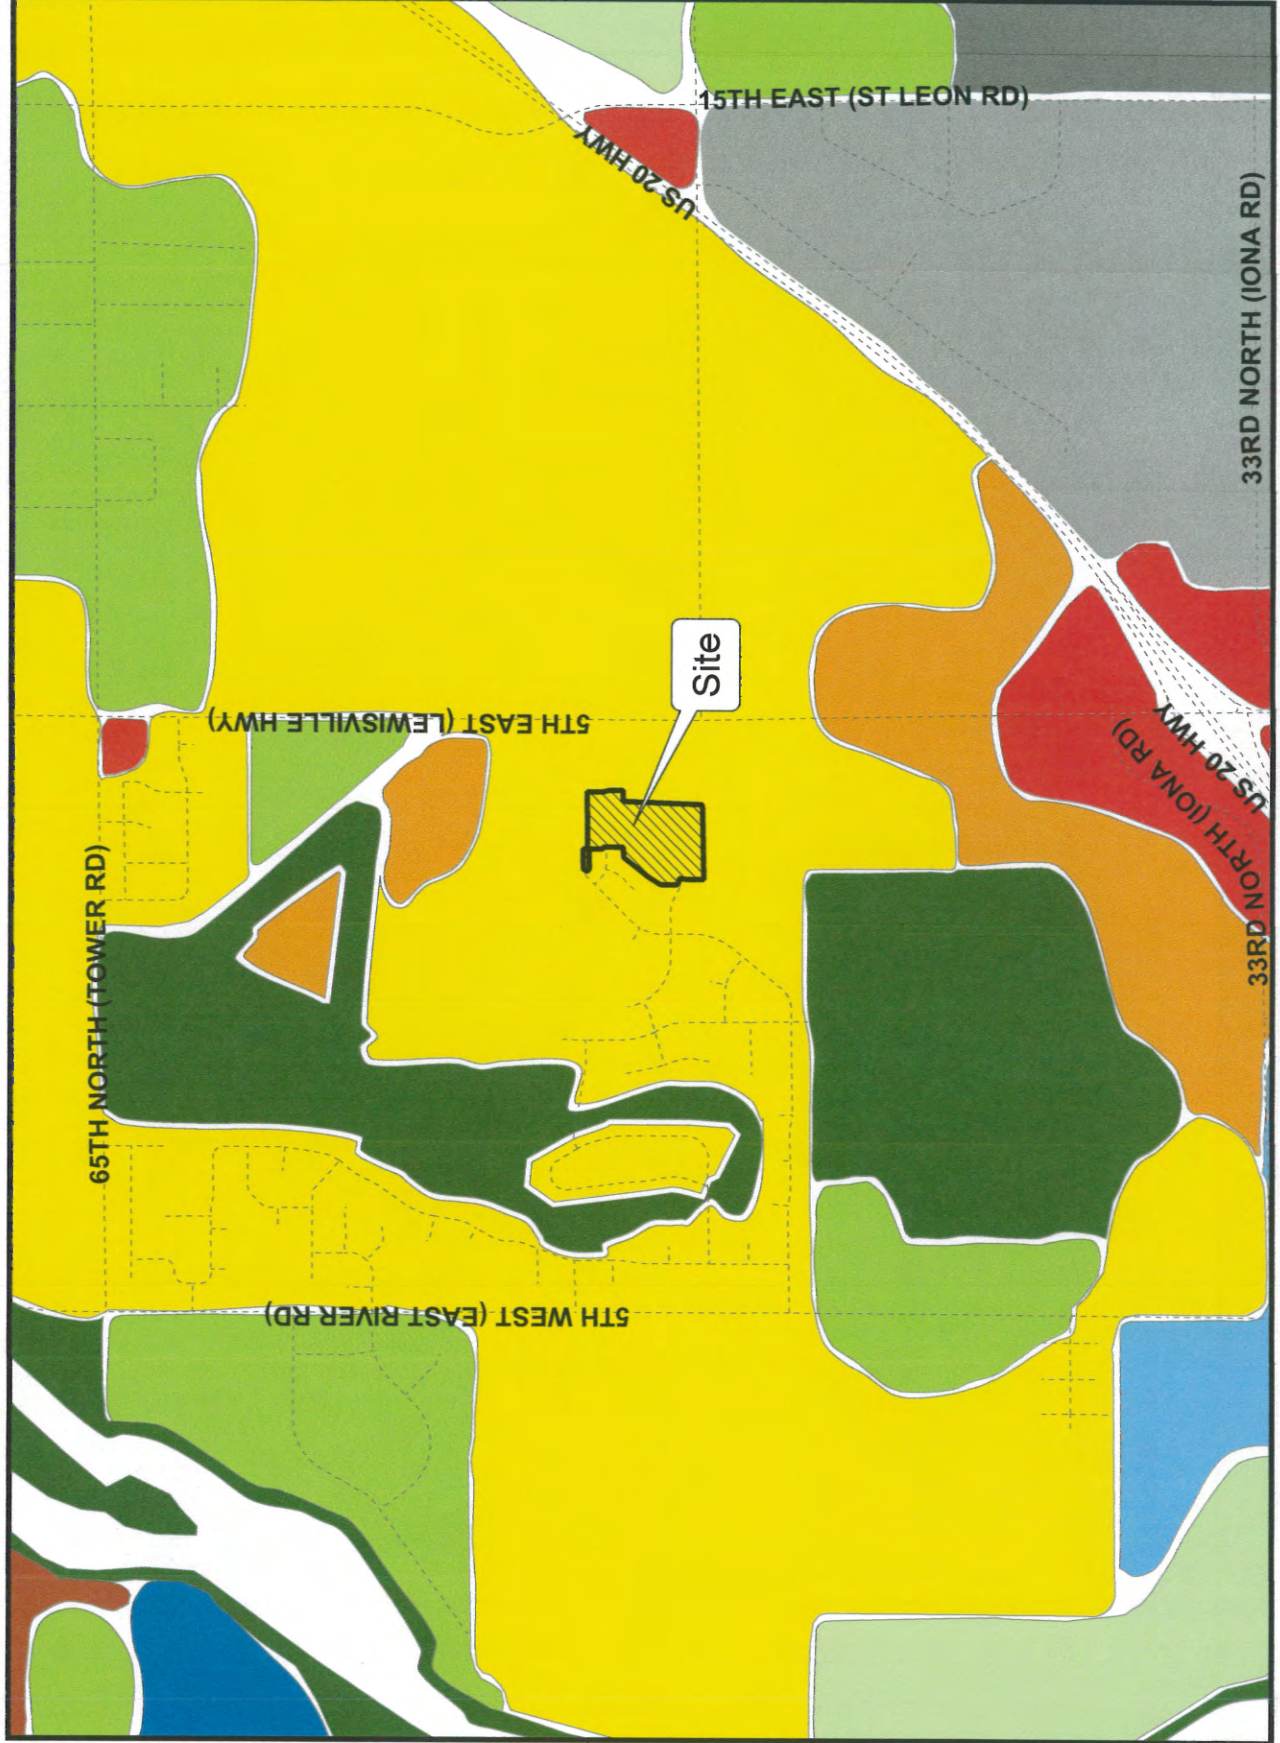 15TH EAST (ST LEON RD)
US 20 HWY
33RD NORTH (IONA RD)
Site
5TH EAST (LEWISVILLE HWY)
US 20 HWY
33RD NORTH (IONA RD)
65TH NORTH (TOWER RD)
5TH WEST (EAST RIVER RD)